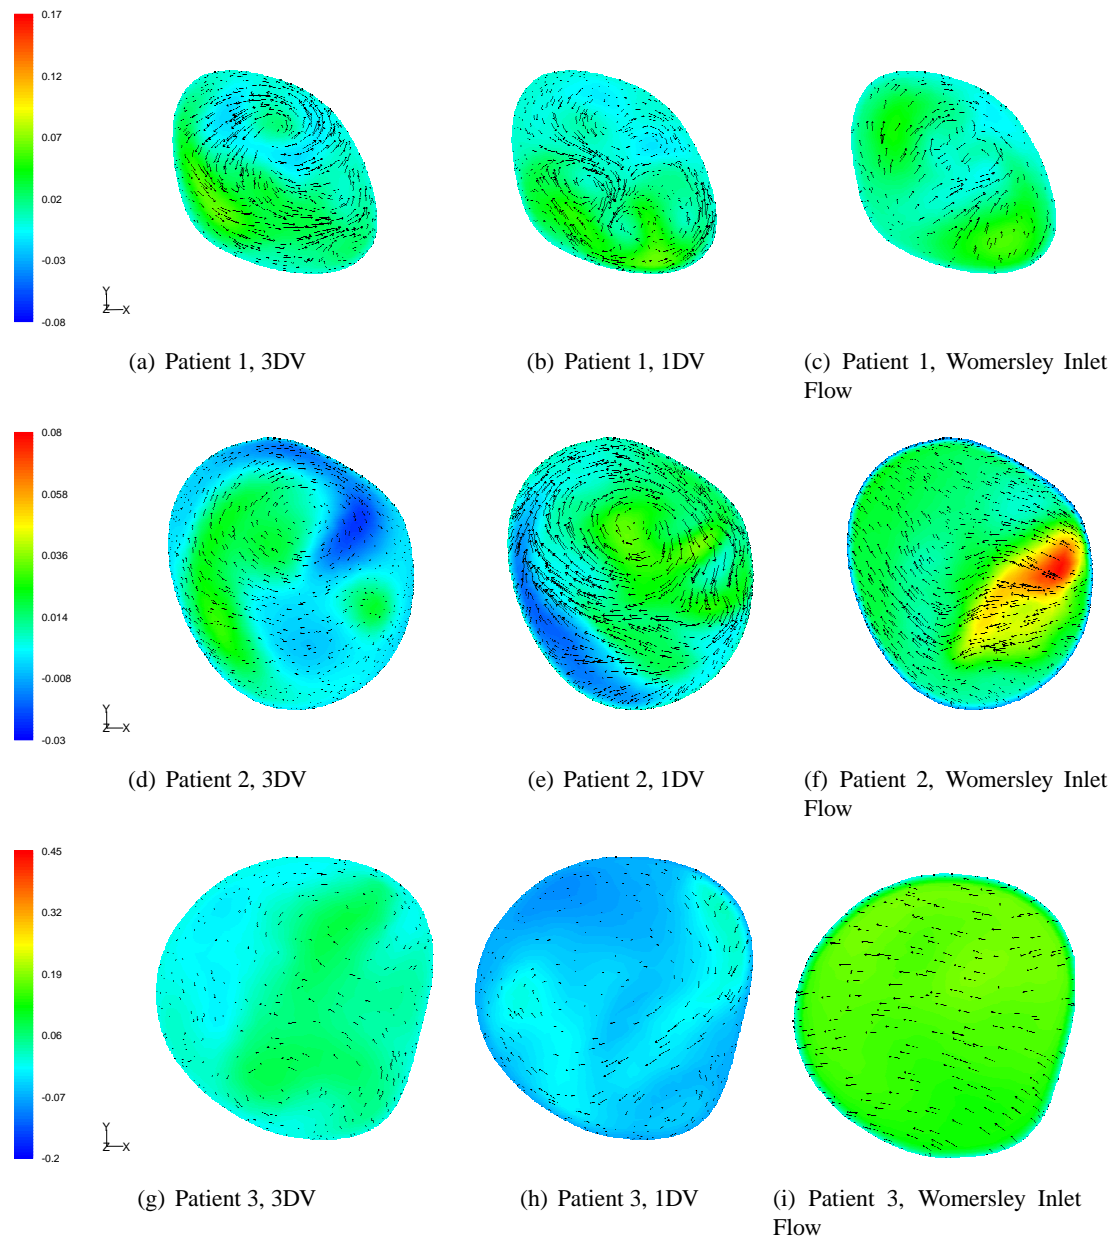 0.17
0.12
0.07
0.02
-0.03
-0.08
Y
Z X
(a) Patient 1, 3DV
(b) Patient 1, 1DV
(c) Patient 1, Womersley Inlet
Flow
0.08
0.058
0.036
0.014
-0.008
-0.03
Y
Z X
(d) Patient 2, 3DV
(e) Patient 2, 1DV
(f) Patient 2, Womersley Inlet
Flow
0.45
0.32
0.19
0.06
-0.07
-0.2
Y
Z X
(g) Patient 3, 3DV
(h) Patient 3, 1DV
(i) Patient 3, Womersley Inlet
Flow